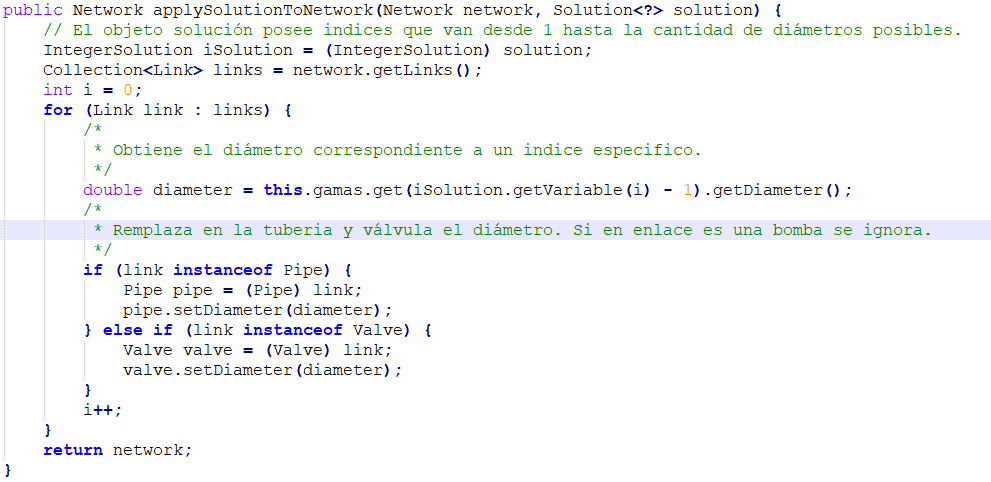 public Network applySolutionToNetwork(Network network, Solution<?> solution) {
// El objeto solución posee indices que van desde 1 hasta la cantidad de diámetros posibles.
IntegerSolution iSolution = (IntegerSolution) solution;
Collection<Link> links = network.getLinks();
int i = 0;
for (Link link : links) {
/*
* Obtiene el diámetro correspondiente a un indice especifico.
*/
double diameter = this.gamas.get(iSolution.getVariable(i) - 1).getDiameter();
/*
* Remplaza en la tuberia y válvula el diámetro. Si en enlace es una bomba se ignora.
*/
if (link instanceof Pipe) {
Pipe pipe = (Pipe) link;
pipe.setDiameter(diameter);
} else if (link instanceof Valve) {
Valve valve = (Valve) link;
valve.setDiameter(diameter);
}
i++;
}
return network;
}